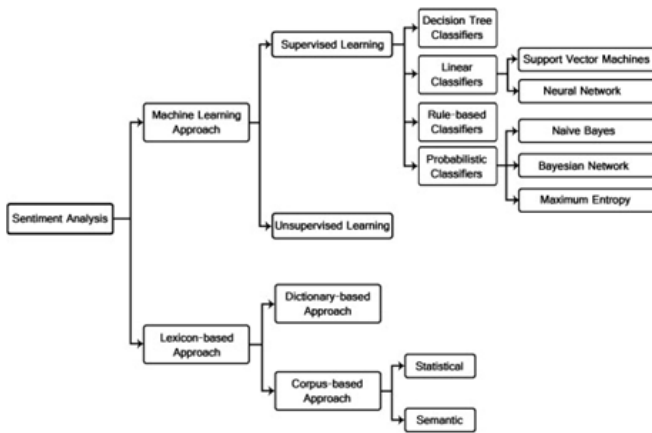 Sentiment Analysis
Machine Learning
Approach
Supervised Learning
Decision Tree
Classifiers
Linear
Classifiers
Support Vector Machines
Neural Network
Rule-based
Classifiers
Probabilistic
Classifiers
Naive Bayes
Bayesian Network
Maximum Entropy
Unsupervised Learning
Lexicon-based
Approach
Dictionary-based
Approach
Corpus-based
Approach
Statistical
Semantic